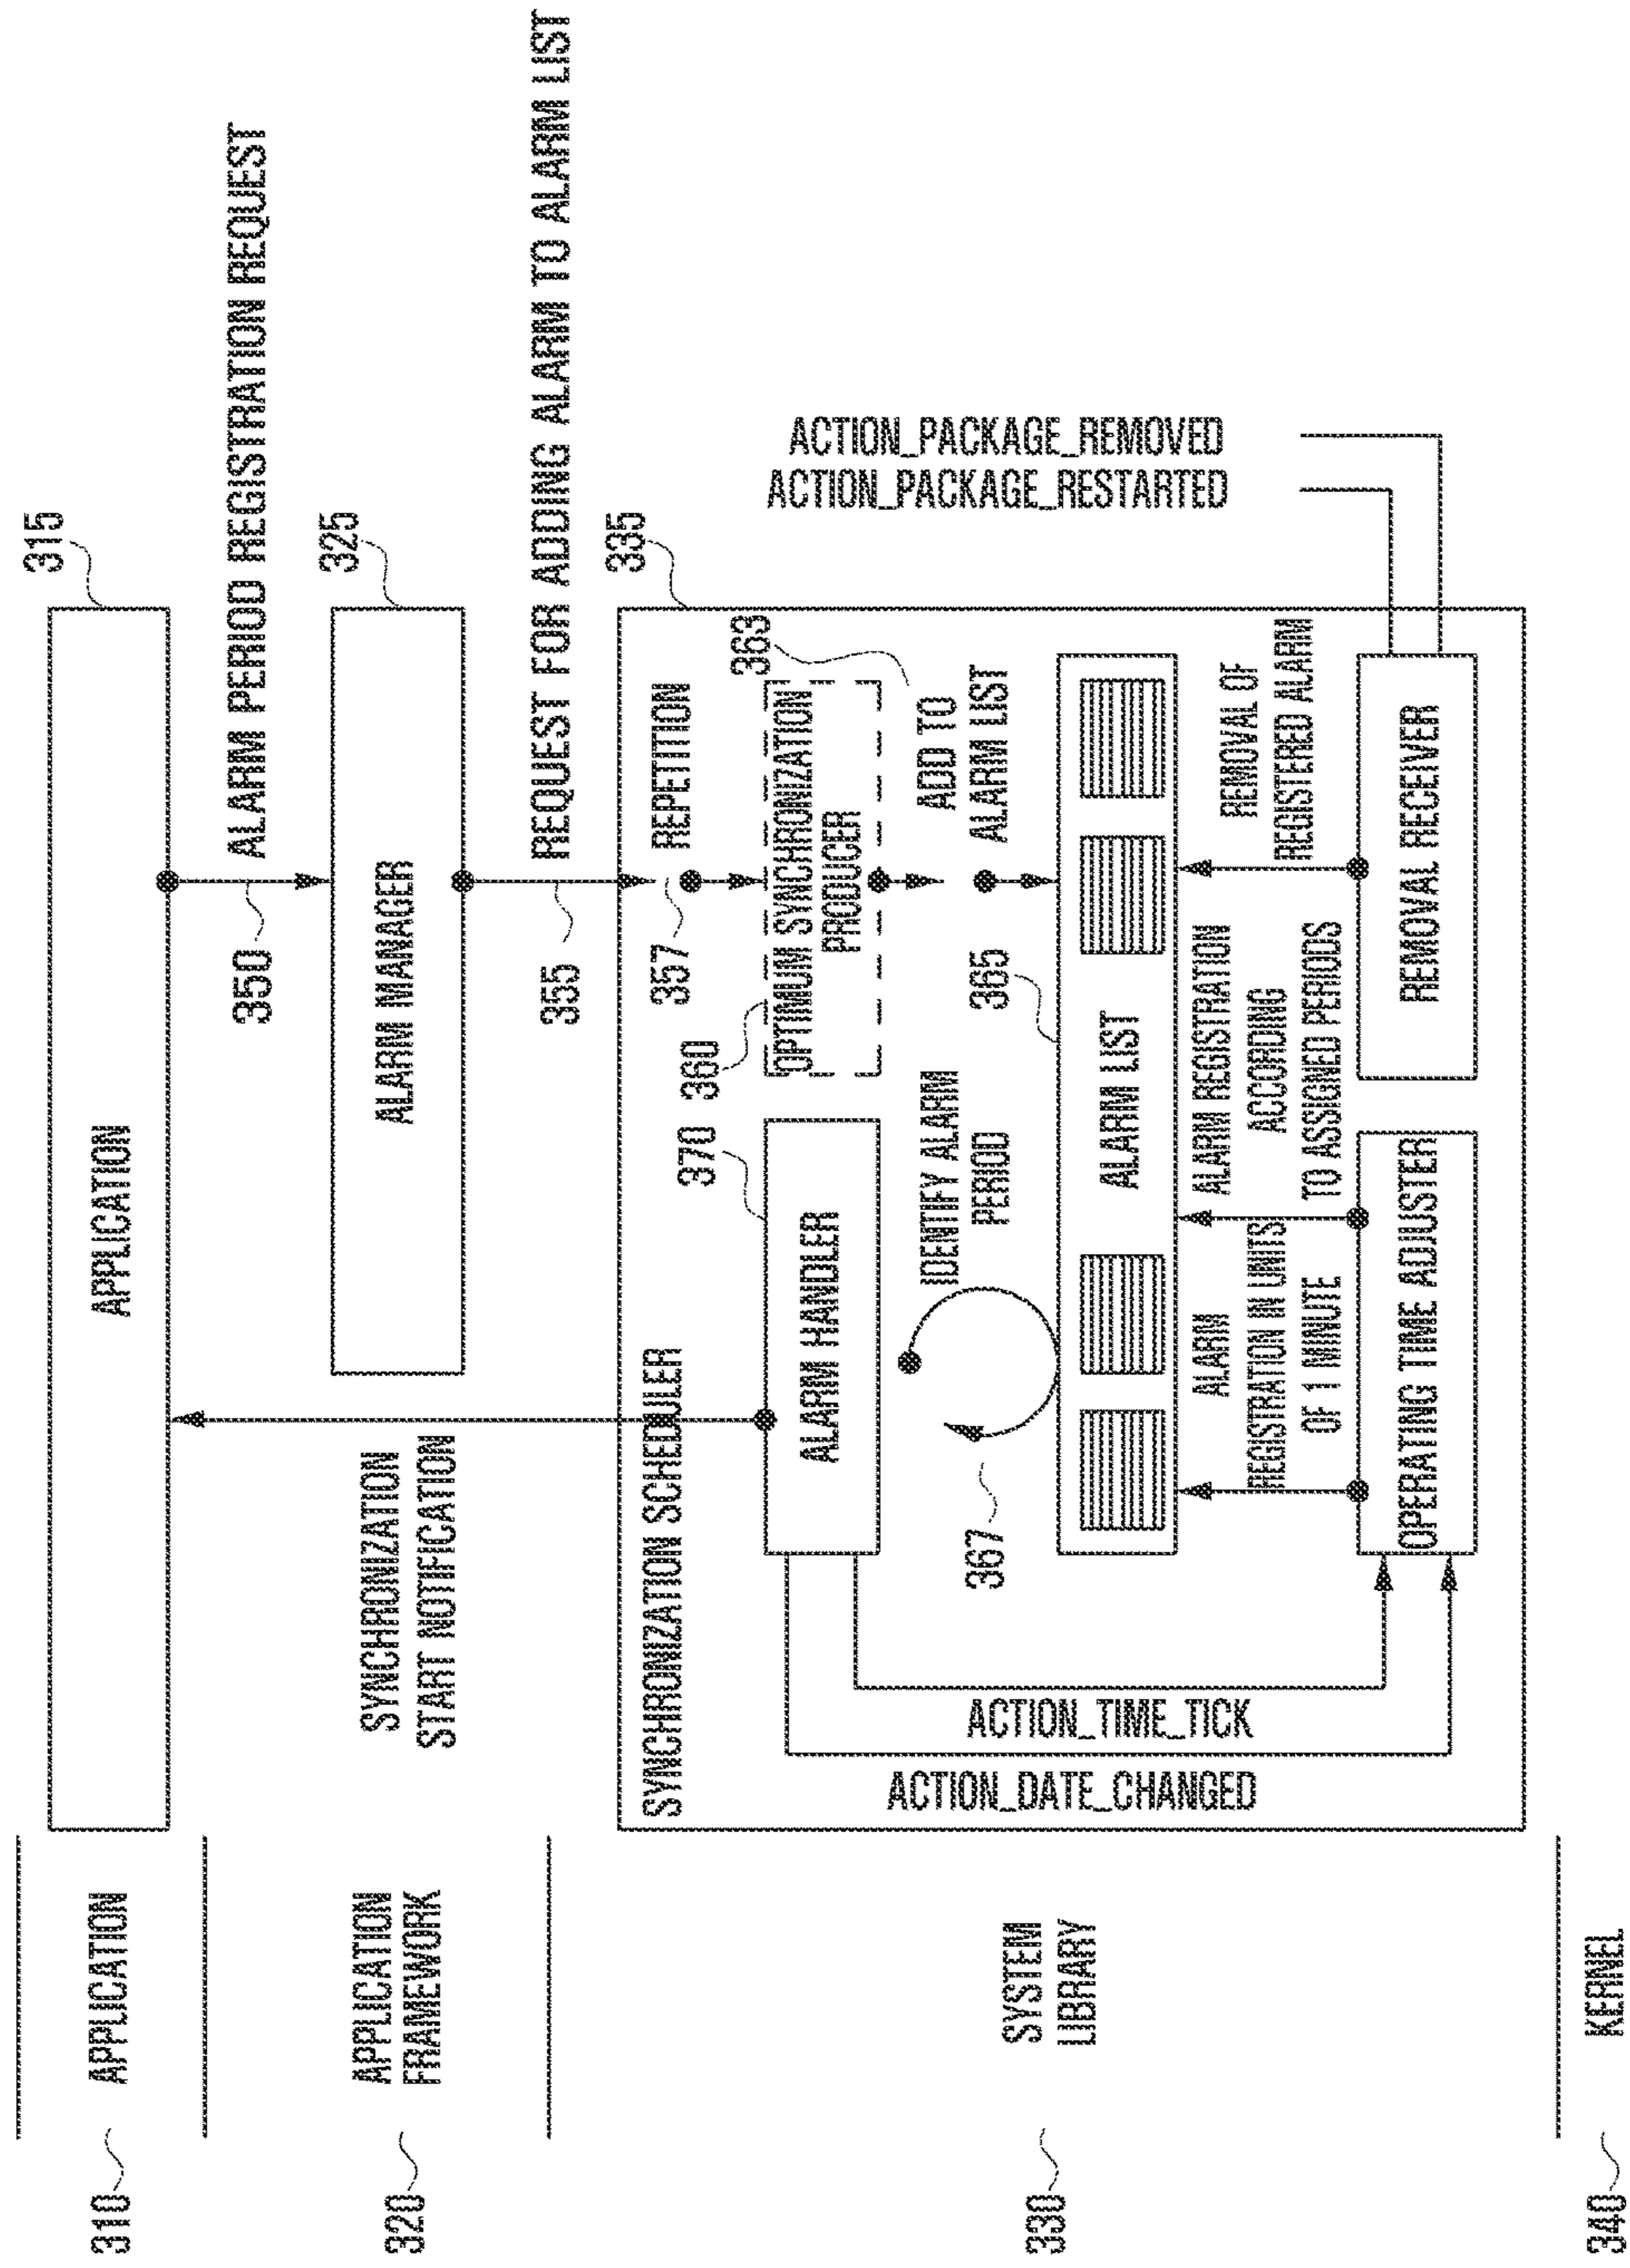 310
APPLICATION
APPLICATION
315
ALARM PERIOD REGISTRATION REQUEST
350
320
APPLICATION
FRAMEWORK
SYNCHRONIZATION
START NOTIFICATION
ALARM MANAGER
325
355
REQUEST FOR ADDING ALARM TO ALARM LIST
330
SYSTEM
LIBRARY
SYNCHRONIZATION SCHEDULER
335
357
REPETITION
370
360
363
ALARM HANDLER
OPTIMUM SYNCHRONIZATION
PRODUCER
IDENTIFY ALARM
PERIOD
ADD TO
ALARM LIST
367
365
ALARM LIST
ACTION_TIME_TICK
ACTION_DATE_CHANGED
ALARM
REGISTRATION IN UNITS
OF 1 MINUTE
ALARM REGISTRATION
ACCORDING
TO ASSIGNED PERIODS
REMOVAL OF
REGISTERED ALARM
OPERATING TIME ADJUSTER
REMOVAL RECEIVER
ACTION_PACKAGE_REMOVED
ACTION_PACKAGE_RESTARTED
340
KERNEL